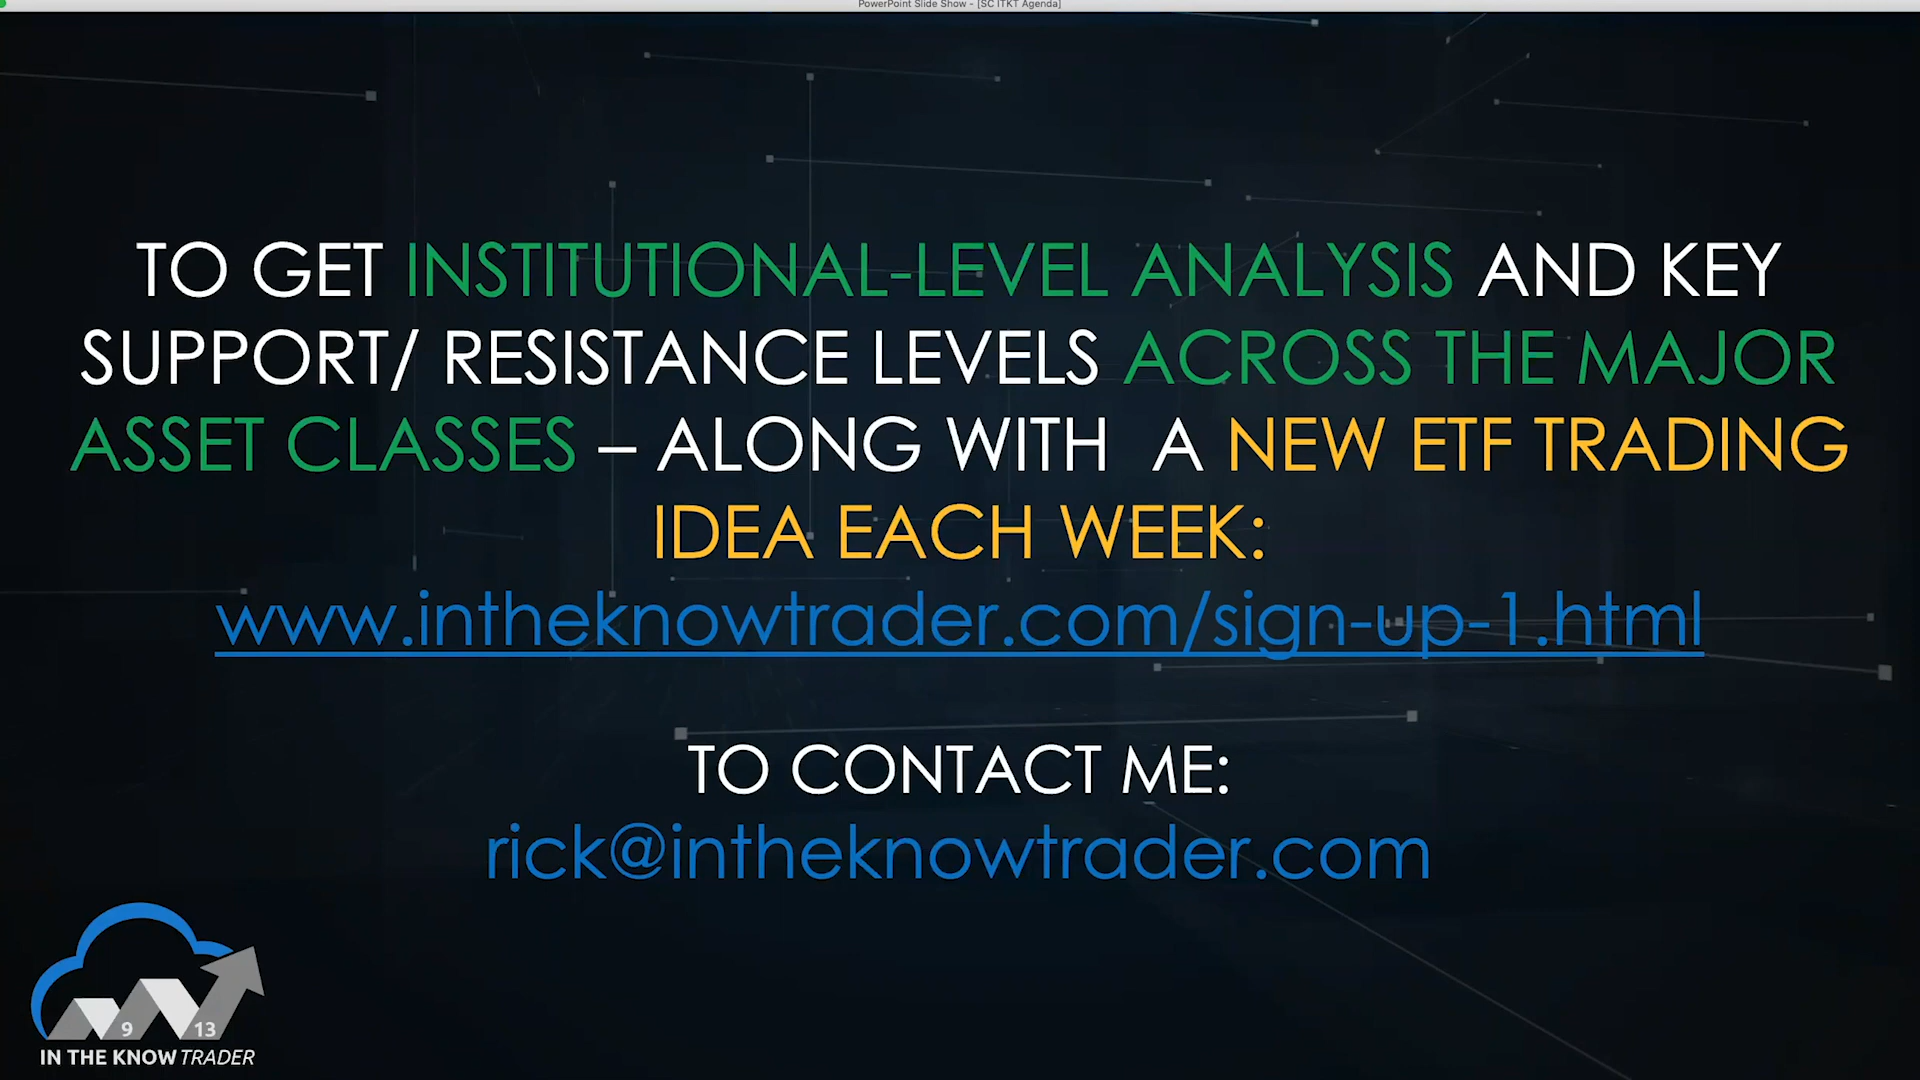 PowerPoint Slide Show - [SC ITKT Agenda]
TO GET INSTITUTIONAL-LEVEL ANALYSIS AND KEY
SUPPORT/ RESISTANCE LEVELS ACROSS THE MAJOR
ASSET CLASSES – ALONG WITH  A NEW ETF TRADING
IDEA EACH WEEK:
www.intheknowtrader.com/sign-up-1.html
TO CONTACT ME:
rick@intheknowtrader.com
9 13
IN THE KNOW TRADER